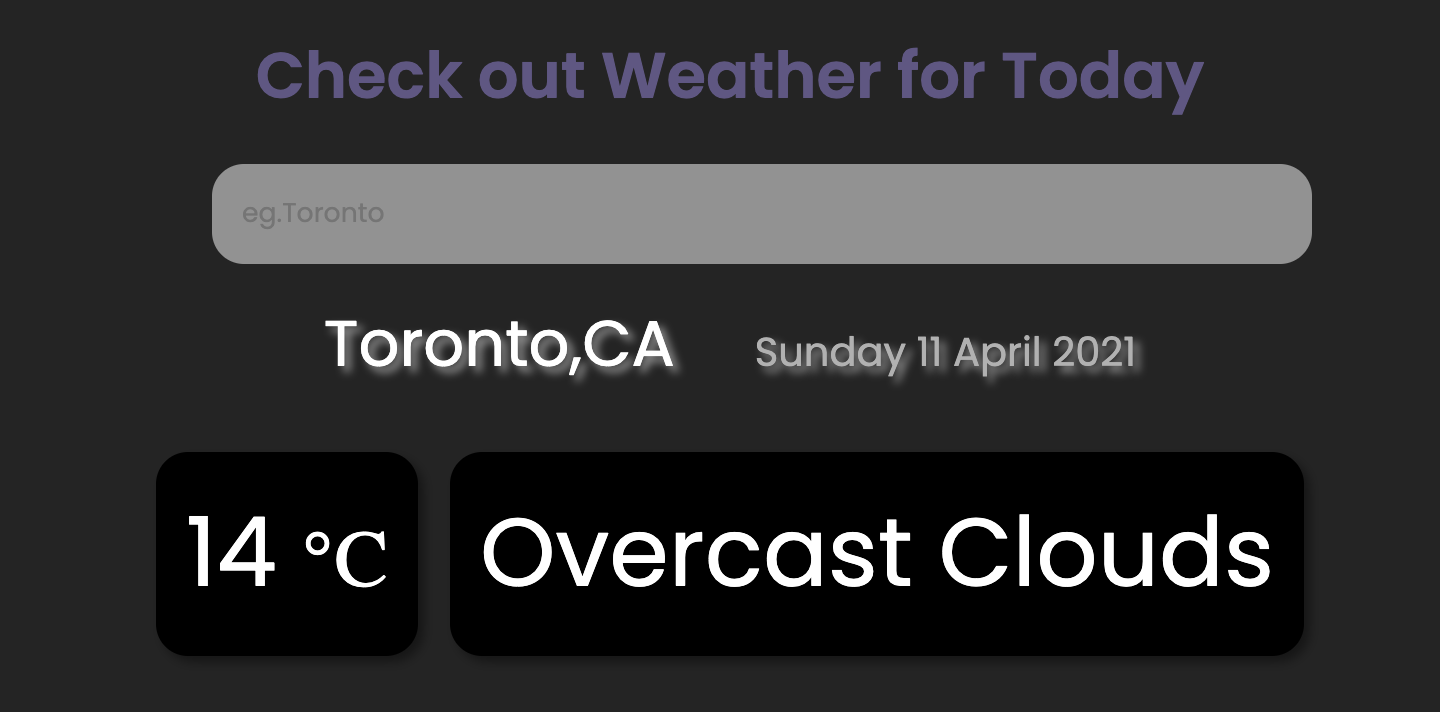 Check out Weather for Today
eg.Toronto
Toronto,CA
Sunday 11 April 2021
14 °C
Overcast Clouds